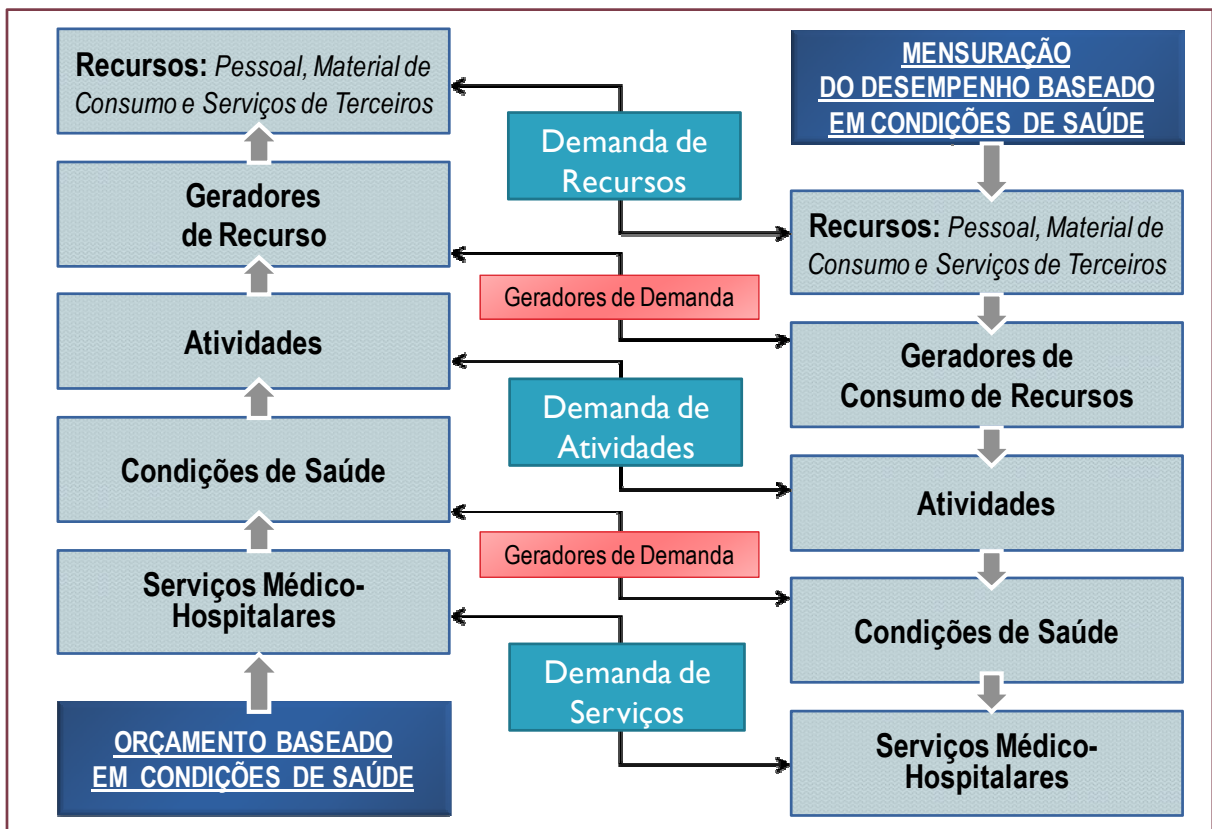 Recursos: Pessoal, Material de
Consumo e Serviços de Terceiros
Geradores
de Recurso
Atividades
Condições de Saúde
Serviços Médico-
Hospitalares
ORÇAMENTO BASEADO
EM CONDIÇÕES DE SAÚDE
Demanda de
Recursos
Geradores de Demanda
Demanda de
Atividades
Geradores de Demanda
Demanda de
Serviços
MENSURAÇÃO
DO DESEMPENHO BASEADO
EM CONDIÇÕES DE SAÚDE
Recursos: Pessoal, Material de
Consumo e Serviços de Terceiros
Geradores de
Consumo de Recursos
Atividades
Condições de Saúde
Serviços Médico-
Hospitalares